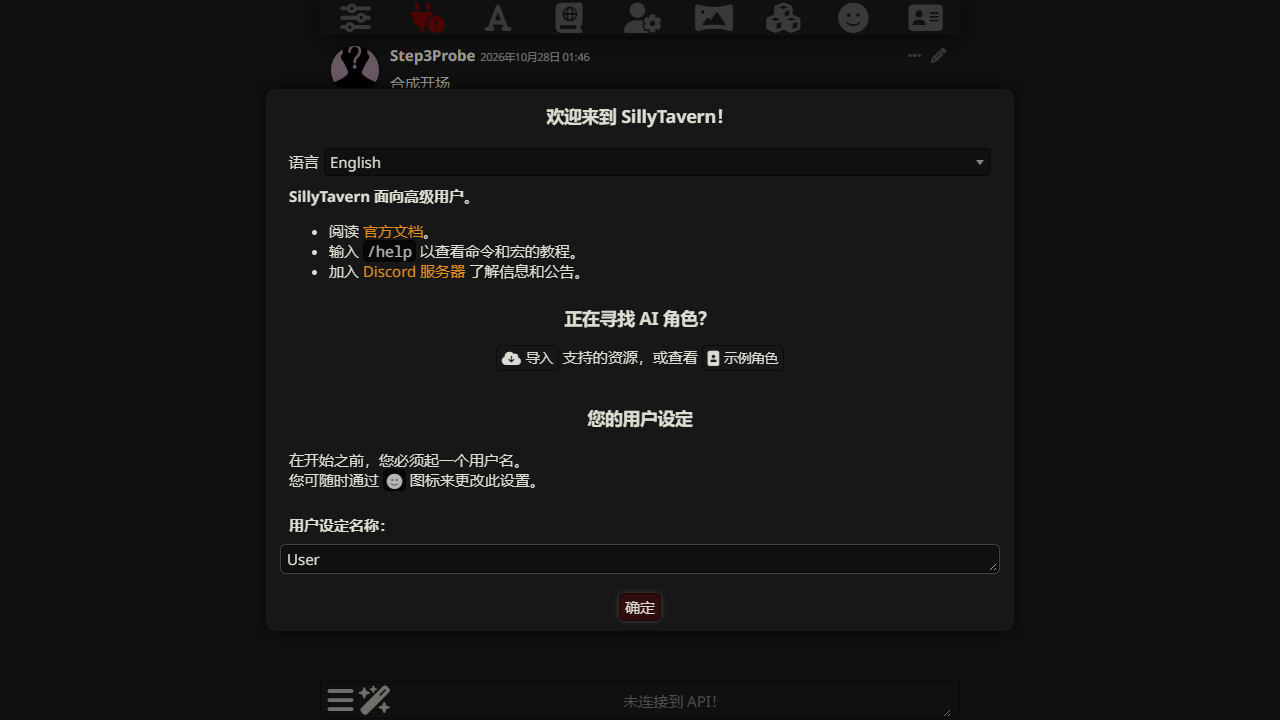 Step3Probe 2026年10月28日 01:46
合成开场
欢迎来到 SillyTavern！
语言 English
SillyTavern 面向高级用户。
阅读 官方文档。
输入 /help 以查看命令和宏的教程。
加入 Discord 服务器 了解信息和公告。
正在寻找 AI 角色？
导入 支持的资源，或查看 示例角色
您的用户设定
在开始之前，您必须起一个用户名。
您可随时通过 图标来更改此设置。
用户设定名称：
User
确定
未连接到 API！